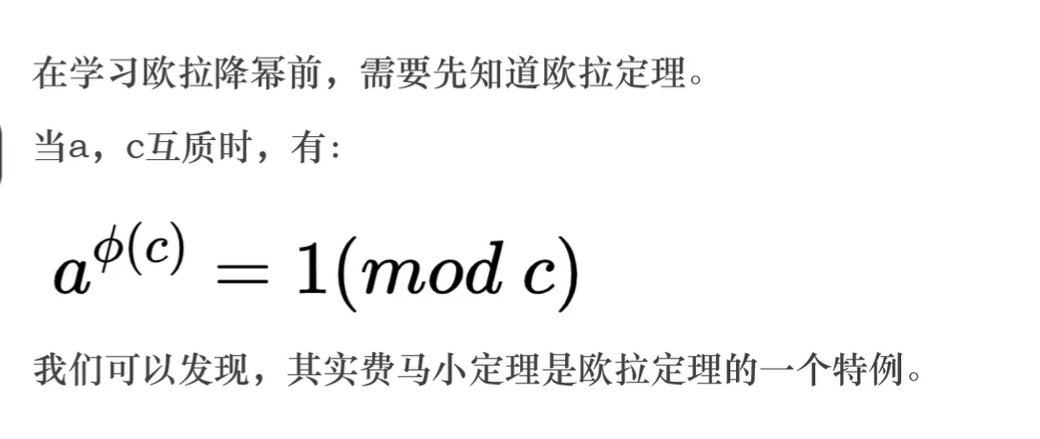 在学习欧拉降幂前，需要先知道欧拉定理。
当a，c互质时，有：
a^{ϕ(c)} = 1(mod c)
我们可以发现，其实费马小定理是欧拉定理的一个特例。